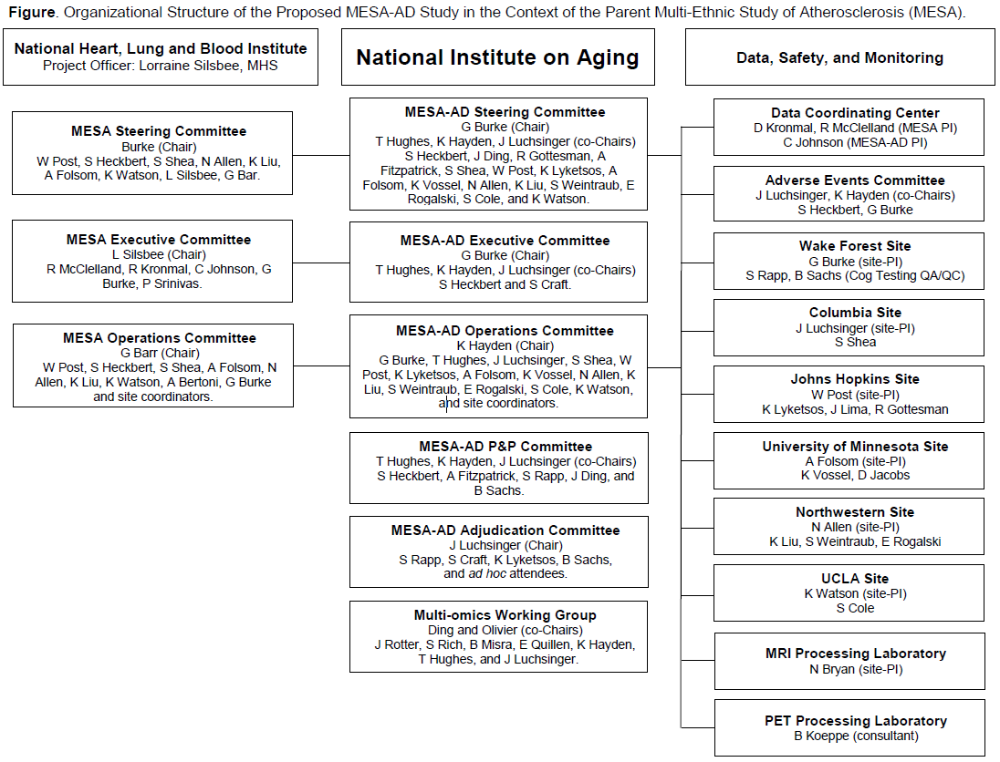 Figure. Organizational Structure of the Proposed MESA-AD Study in the Context of the Parent Multi-Ethnic Study of Atherosclerosis (MESA).
National Heart, Lung and Blood Institute
Project Officer: Lorraine Silsbee, MHS
National Institute on Aging
Data, Safety, and Monitoring
MESA Steering Committee
Burke (Chair)
W Post, S Heckbert, S Shea, N Allen, K Liu,
A Folsom, K Watson, L Silsbee, G Bar.
MESA Executive Committee
L Silsbee (Chair)
R McClelland, R Kronmal, C Johnson, G
Burke, P Srinivas.
MESA Operations Committee
G Barr (Chair)
W Post, S Heckbert, S Shea, A Folsom, N
Allen, K Liu, K Watson, A Bertoni, G Burke
and site coordinators.
MESA-AD Steering Committee
G Burke (Chair)
T Hughes, K Hayden, J Luchsinger (co-Chairs)
S Heckbert, J Ding, R Gottesman, A
Fitzpatrick, S Shea, W Post, K Lyketsos, A
Folsom, K Vossel, N Allen, K Liu, S Weintraub, E
Rogalski, S Cole, and K Watson.
MESA-AD Executive Committee
G Burke (Chair)
T Hughes, K Hayden, J Luchsinger (co-Chairs)
S Heckbert and S Craft.
MESA-AD Operations Committee
K Hayden (Chair)
G Burke, T Hughes, J Luchsinger, S Shea, W
Post, K Lyketsos, A Folsom, K Vossel, N Allen, K
Liu, S Weintraub, E Rogalski, S Cole, K Watson,
and site coordinators.
MESA-AD P&P Committee
T Hughes, K Hayden, J Luchsinger (co-Chairs)
S Heckbert, A Fitzpatrick, S Rapp, J Ding, and
B Sachs.
MESA-AD Adjudication Committee
J Luchsinger (Chair)
S Rapp, S Craft, K Lyketsos, B Sachs,
and ad hoc attendees.
Multi-omics Working Group
Ding and Olivier (co-Chairs)
J Rotter, S Rich, B Misra, E Quillen, K Hayden,
T Hughes, and J Luchsinger.
Data Coordinating Center
D Kronmal, R McClelland (MESA PI)
C Johnson (MESA-AD PI)
Adverse Events Committee
J Luchsinger, K Hayden (co-Chairs)
S Heckbert, G Burke
Wake Forest Site
G Burke (site-PI)
S Rapp, B Sachs (Cog Testing QA/QC)
Columbia Site
J Luchsinger (site-PI)
S Shea
Johns Hopkins Site
W Post (site-PI)
K Lyketsos, J Lima, R Gottesman
University of Minnesota Site
A Folsom (site-PI)
K Vossel, D Jacobs
Northwestern Site
N Allen (site-PI)
K Liu, S Weintraub, E Rogalski
UCLA Site
K Watson (site-PI)
S Cole
MRI Processing Laboratory
N Bryan (site-PI)
PET Processing Laboratory
B Koeppe (consultant)